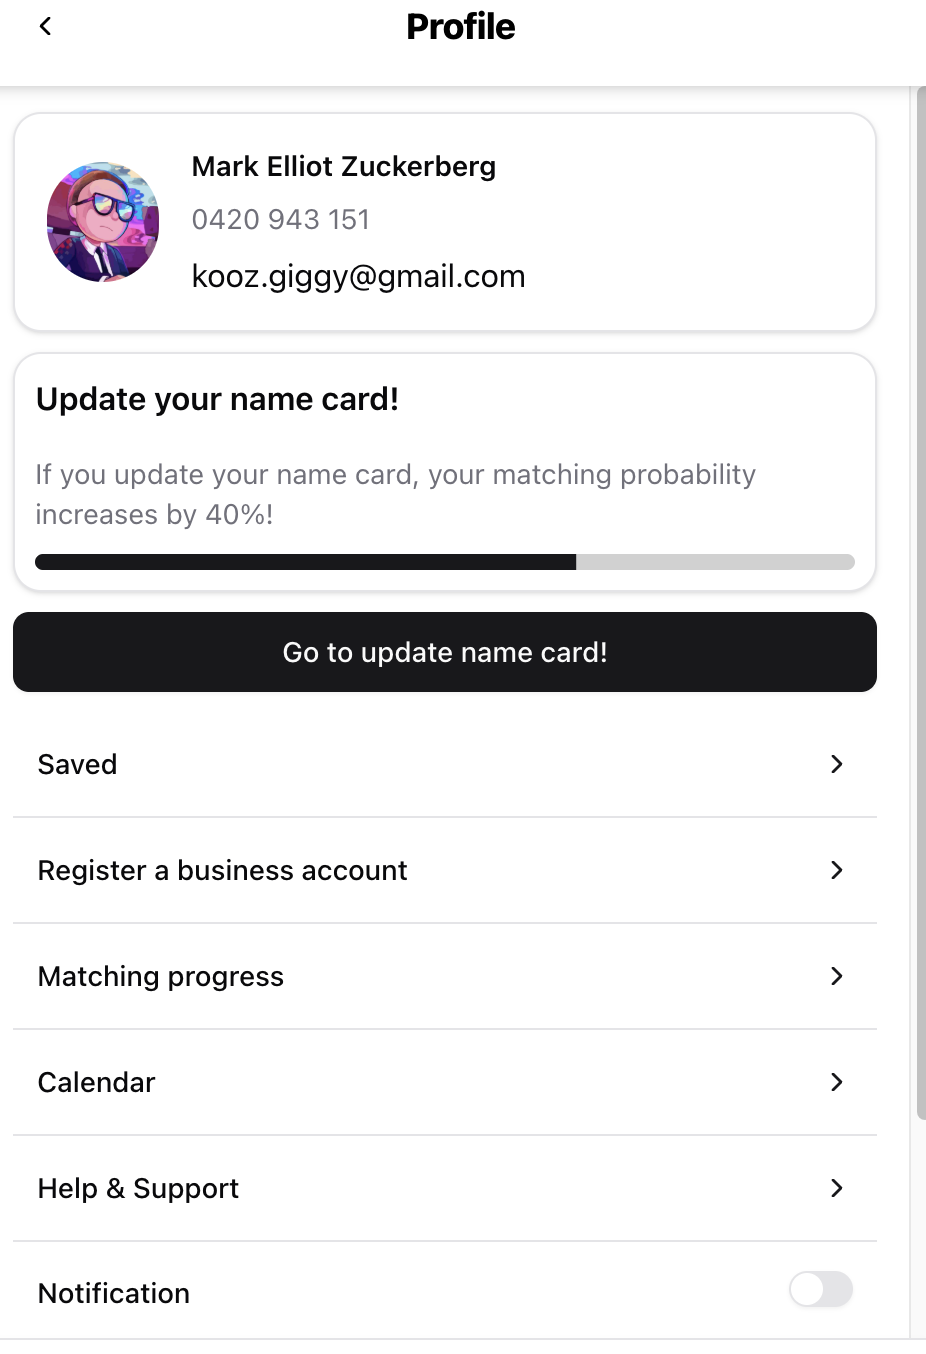 Profile
Mark Elliot Zuckerberg
0420 943 151
kooz.giggy@gmail.com
Update your name card!
If you update your name card, your matching probability
increases by 40%!
Go to update name card!
Saved
Register a business account
Matching progress
Calendar
Help & Support
Notification